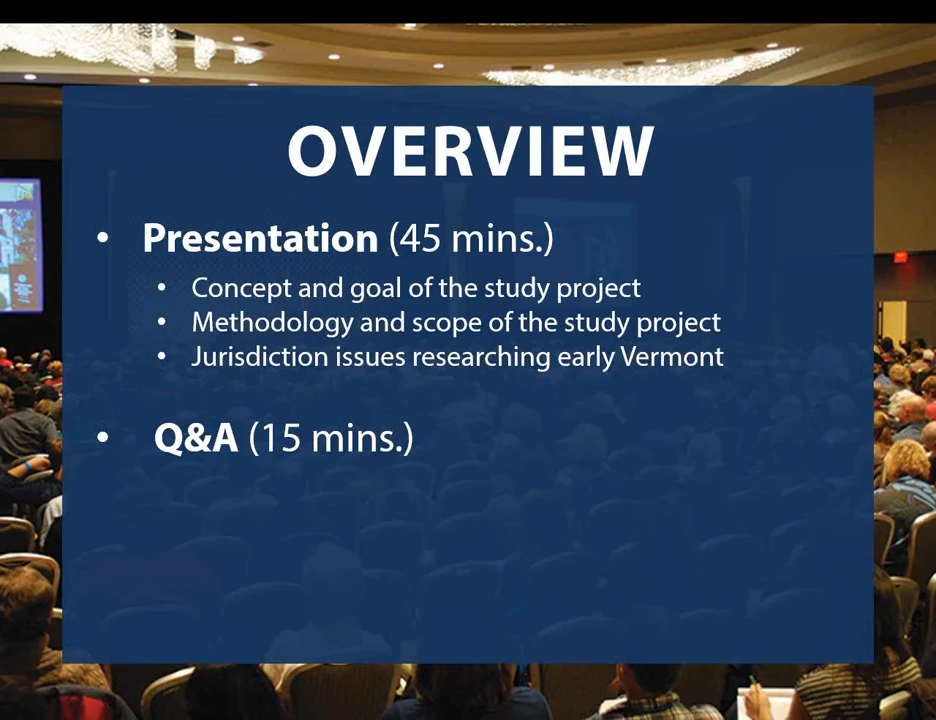 OVERVIEW
• Presentation (45 mins.)
• Concept and goal of the study project
• Methodology and scope of the study project
• Jurisdiction issues researching early Vermont
• Q&A (15 mins.)